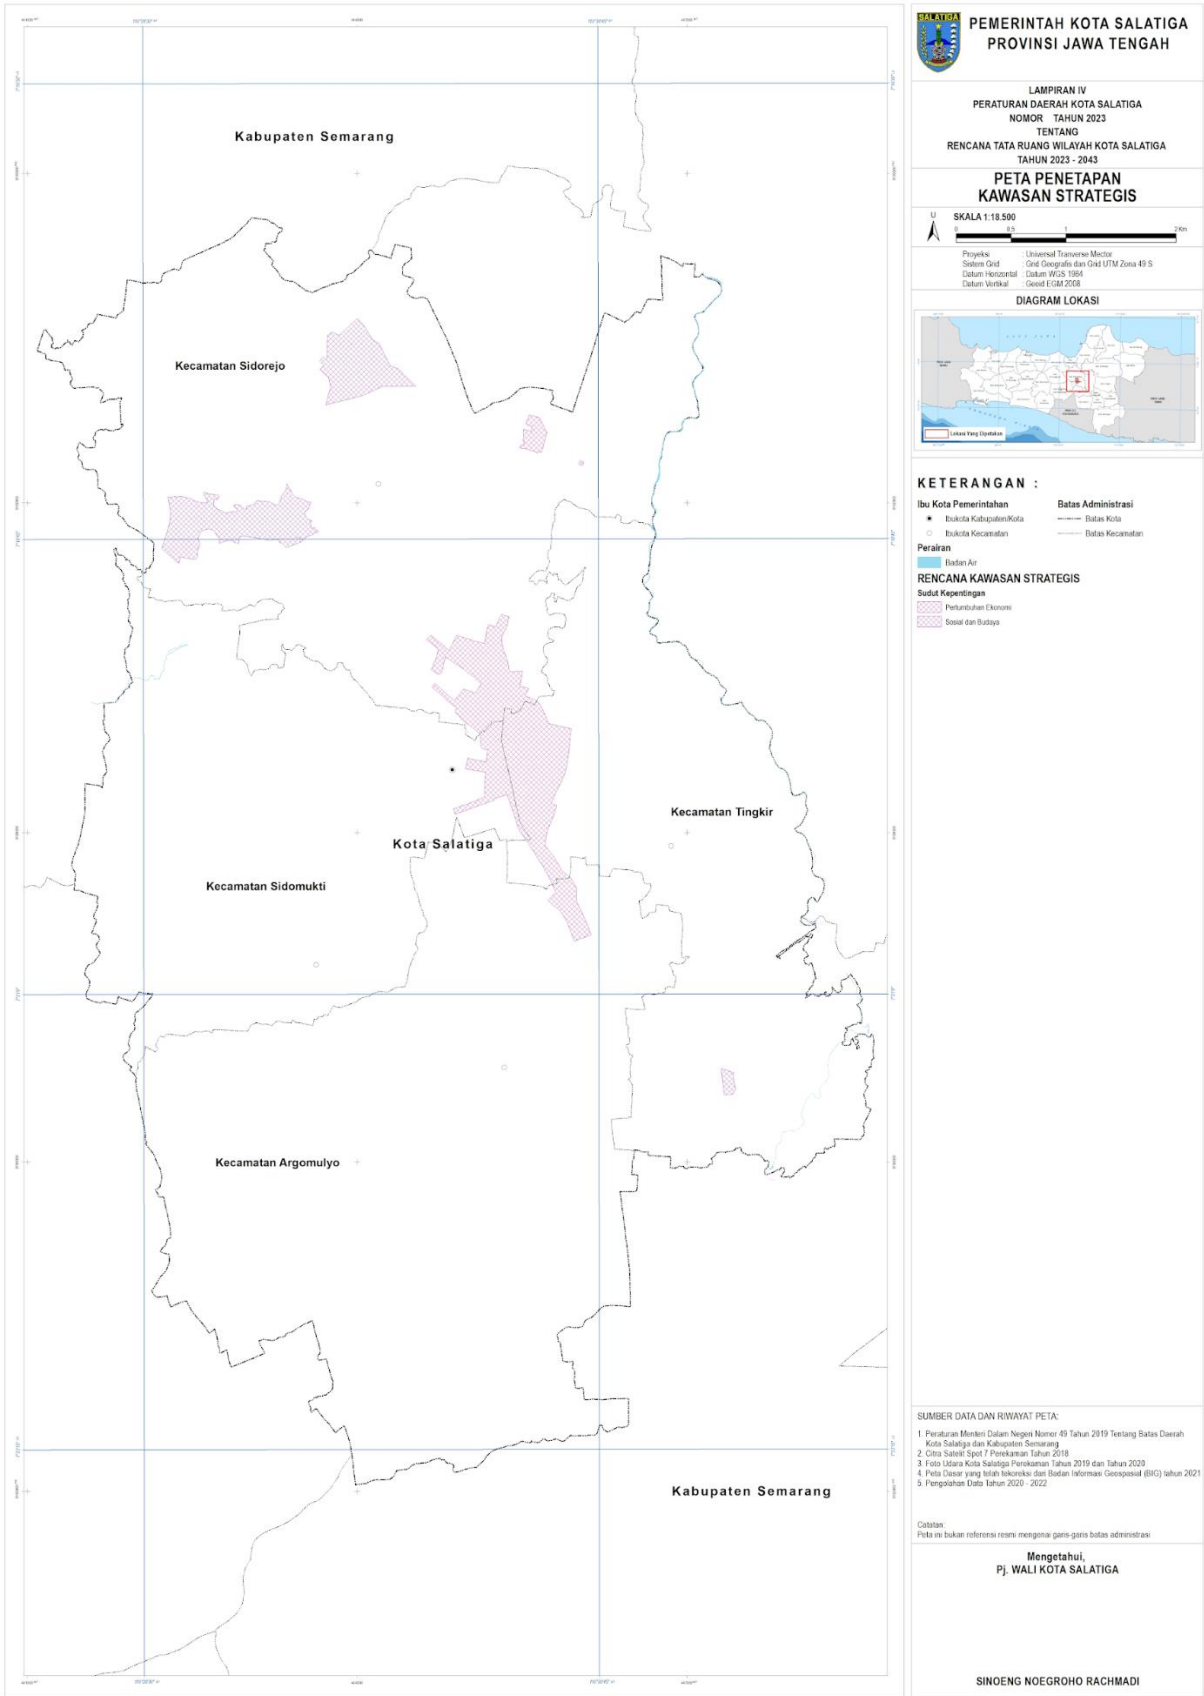 SALATIGA
PEMERINTAH KOTA SALATIGA
PROVINSI JAWA TENGAH
LAMPIRAN IV
PERATURAN DAERAH KOTA SALATIGA
NOMOR TAHUN 2023
TENTANG
RENCANA TATA RUANG WILAYAH KOTA SALATIGA
TAHUN 2023 - 2043
PETA PENETAPAN
KAWASAN STRATEGIS
U
SKALA 1:18.500
0 0,5 1 2 Km
Proyeksi : Universal Tranverse Mector
Sistem Grid : Grid Geografis dan Grid UTM Zona 49 S
Datum Horizontal : Datum WGS 1984
Datum Vertikal : Geoid EGM 2008
DIAGRAM LOKASI
Lokasi Yang Dipetakan
KETERANGAN :
Ibu Kota Pemerintahan
Ibukota Kabupaten/Kota
Ibukota Kecamatan
Batas Administrasi
Batas Kota
Batas Kecamatan
Perairan
Badan Air
RENCANA KAWASAN STRATEGIS
Sudut Kepentingan
Pertumbuhan Ekonomi
Sosial dan Budaya
Kabupaten Semarang
Kecamatan Sidorejo
Kecamatan Tingkir
Kota Salatiga
Kecamatan Sidomukti
Kecamatan Argomulyo
Kabupaten Semarang
SUMBER DATA DAN RIWAYAT PETA:
1. Peraturan Menteri Dalam Negeri Nomor 49 Tahun 2019 Tentang Batas Daerah
Kota Salatiga dan Kabupaten Semarang
2. Citra Satelit Spot 7 Perekaman Tahun 2018
3. Foto Udara Kota Salatiga Perekaman Tahun 2019 dan Tahun 2020
4. Peta Dasar yang telah tekoreksi dari Badan Informasi Geospasial (BIG) tahun 2021
5. Pengolahan Data Tahun 2020 - 2022
Catatan:
Peta ini bukan referensi resmi mengenai garis-garis batas administrasi
Mengetahui,
Pj. WALI KOTA SALATIGA
SINOENG NOEGROHO RACHMADI